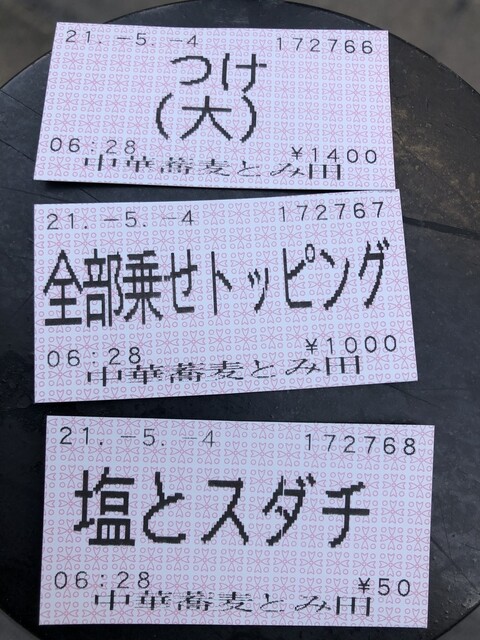 21. -5. -4 172766
つけ
(大)
06:28 ¥1400
中華蕎麦とみ田
21. -5. -4 172767
全部乗せトッピング
06:28 ¥1000
中華蕎麦とみ田
21. -5. -4 172768
塩とスダチ
06:28 ¥50
中華蕎麦とみ田